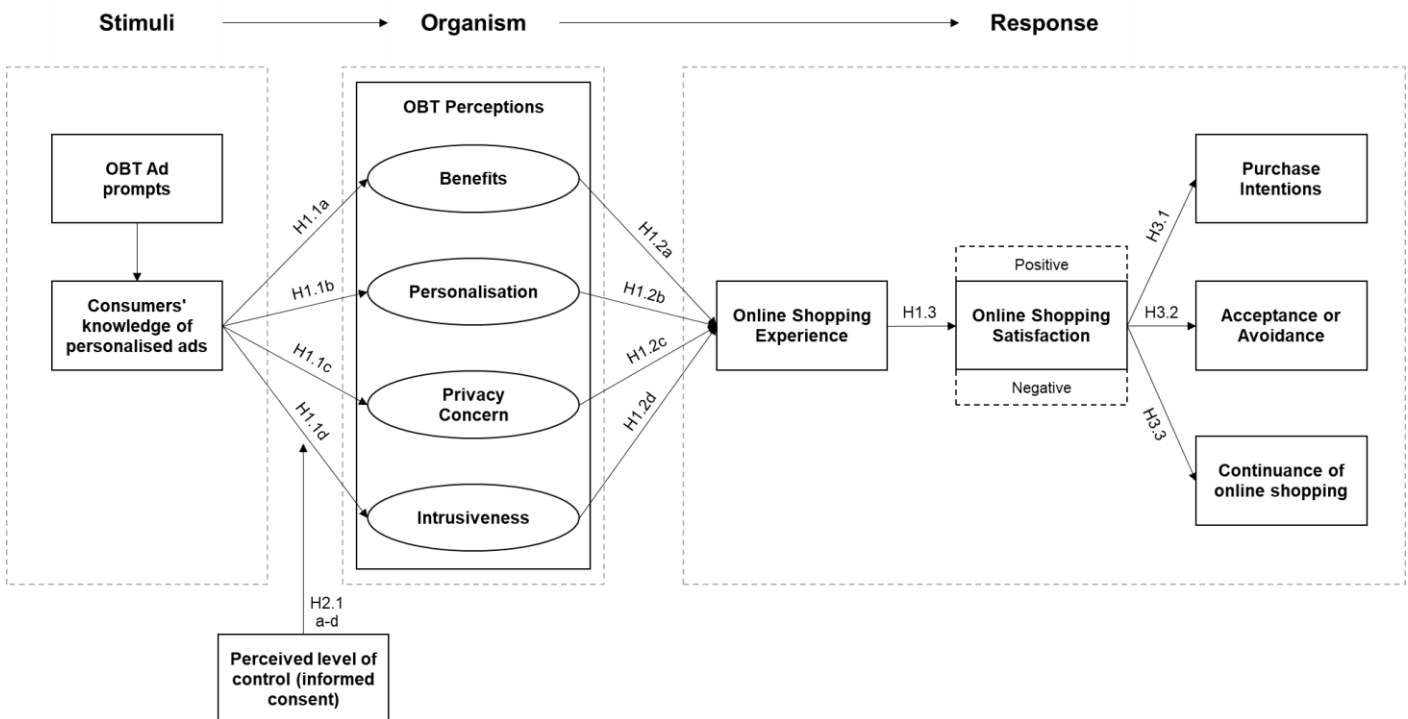 Stimuli
Organism
Response
OBT Ad
prompts
Consumers'
knowledge of
personalised ads
H1.1a
H1.1b
H1.1c
H1.1d
OBT Perceptions
Benefits
Personalisation
Privacy
Concern
Intrusiveness
H1.2a
H1.2b
H1.2c
H1.2d
Online Shopping
Experience
H1.3
Positive
Online Shopping
Satisfaction
Negative
H3.1
H3.2
H3.3
Purchase
Intentions
Acceptance or
Avoidance
Continuance of
online shopping
H2.1
a-d
Perceived level of
control (informed
consent)